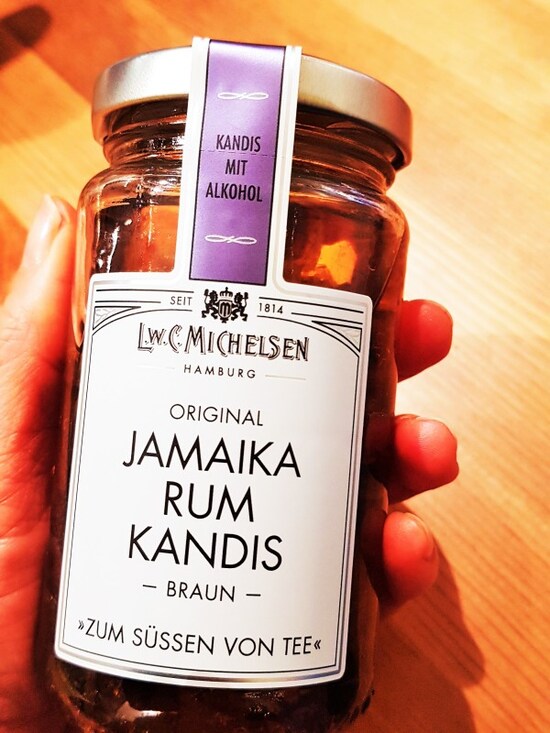 KANDIS
MIT
ALKOHOL
SEIT 1814
L.W.C. MICHELSEN
HAMBURG
ORIGINAL
JAMAIKA
RUM
KANDIS
– BRAUN –
»ZUM SÜSSEN VON TEE«